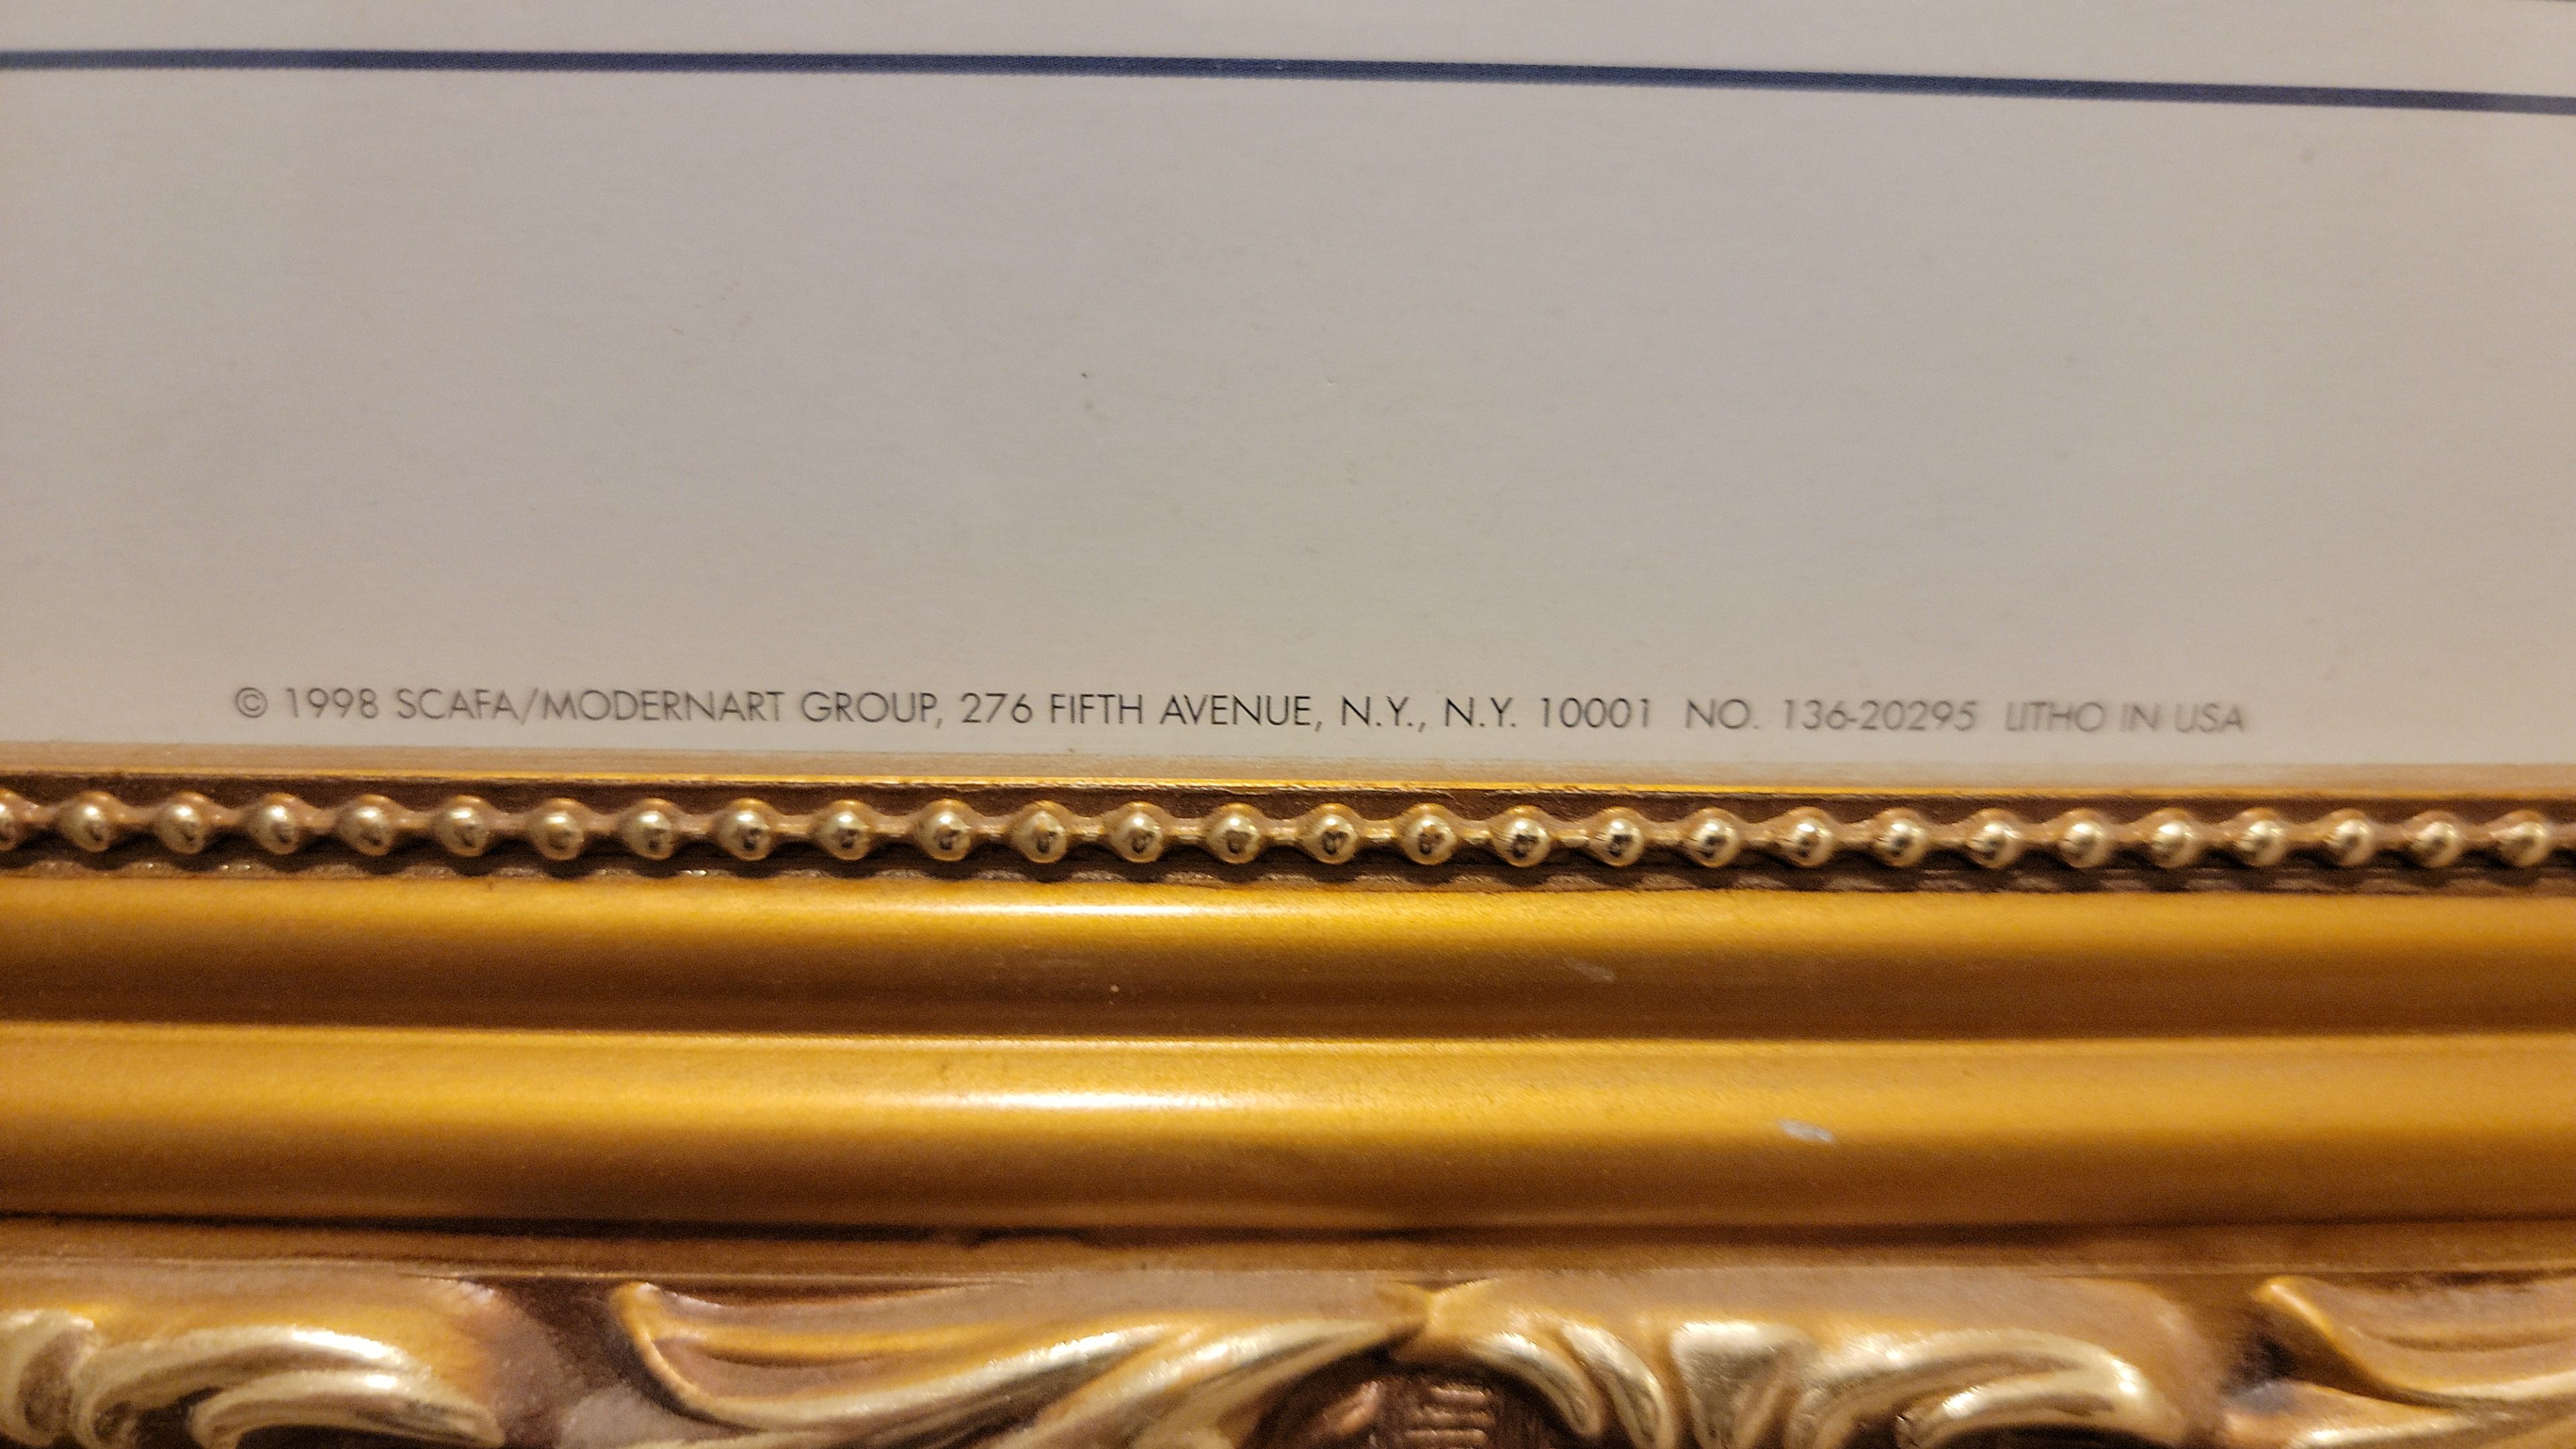 © 1998 SCAFA/MODERNART GROUP, 276 FIFTH AVENUE, N.Y., N.Y. 10001 NO. 136-20295 LITHO IN USA